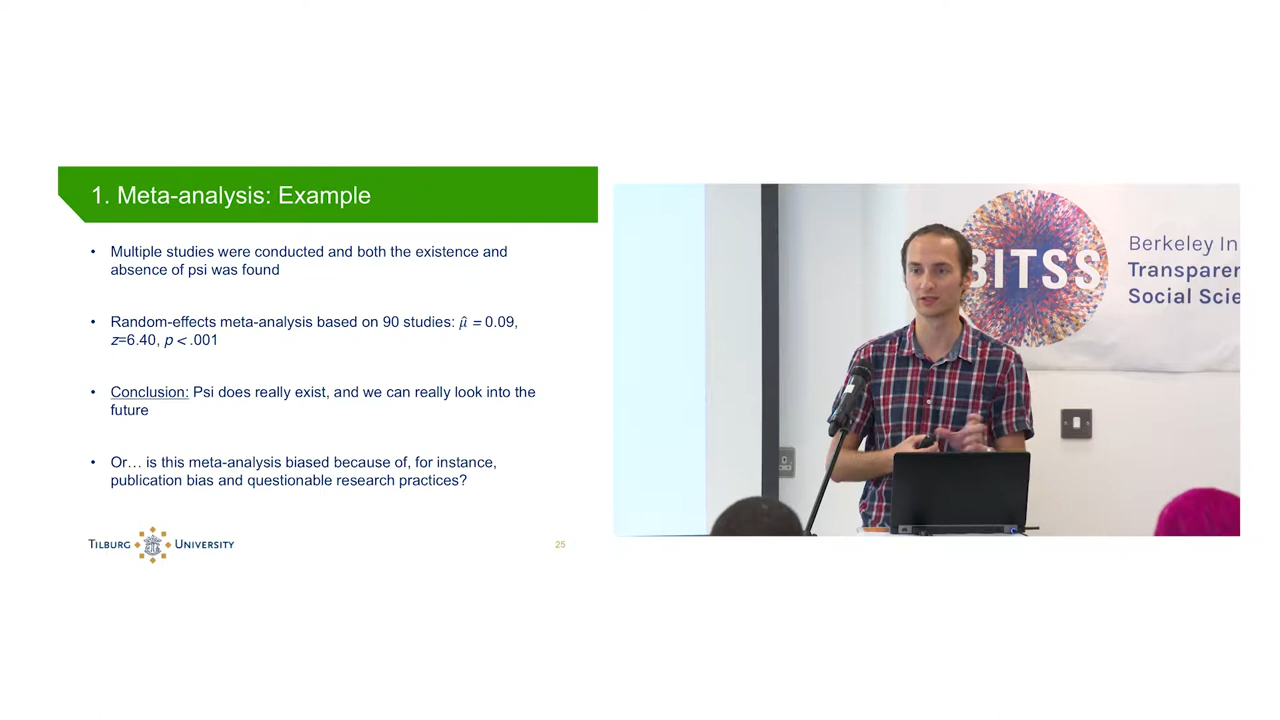 1. Meta-analysis: Example
• Multiple studies were conducted and both the existence and
absence of psi was found
• Random-effects meta-analysis based on 90 studies: μ̂ = 0.09,
z=6.40, p < .001
• Conclusion: Psi does really exist, and we can really look into the
future
• Or… is this meta-analysis biased because of, for instance,
publication bias and questionable research practices?
TILBURG UNIVERSITY
25
BITSS
Berkeley In
Transparen
Social Scie